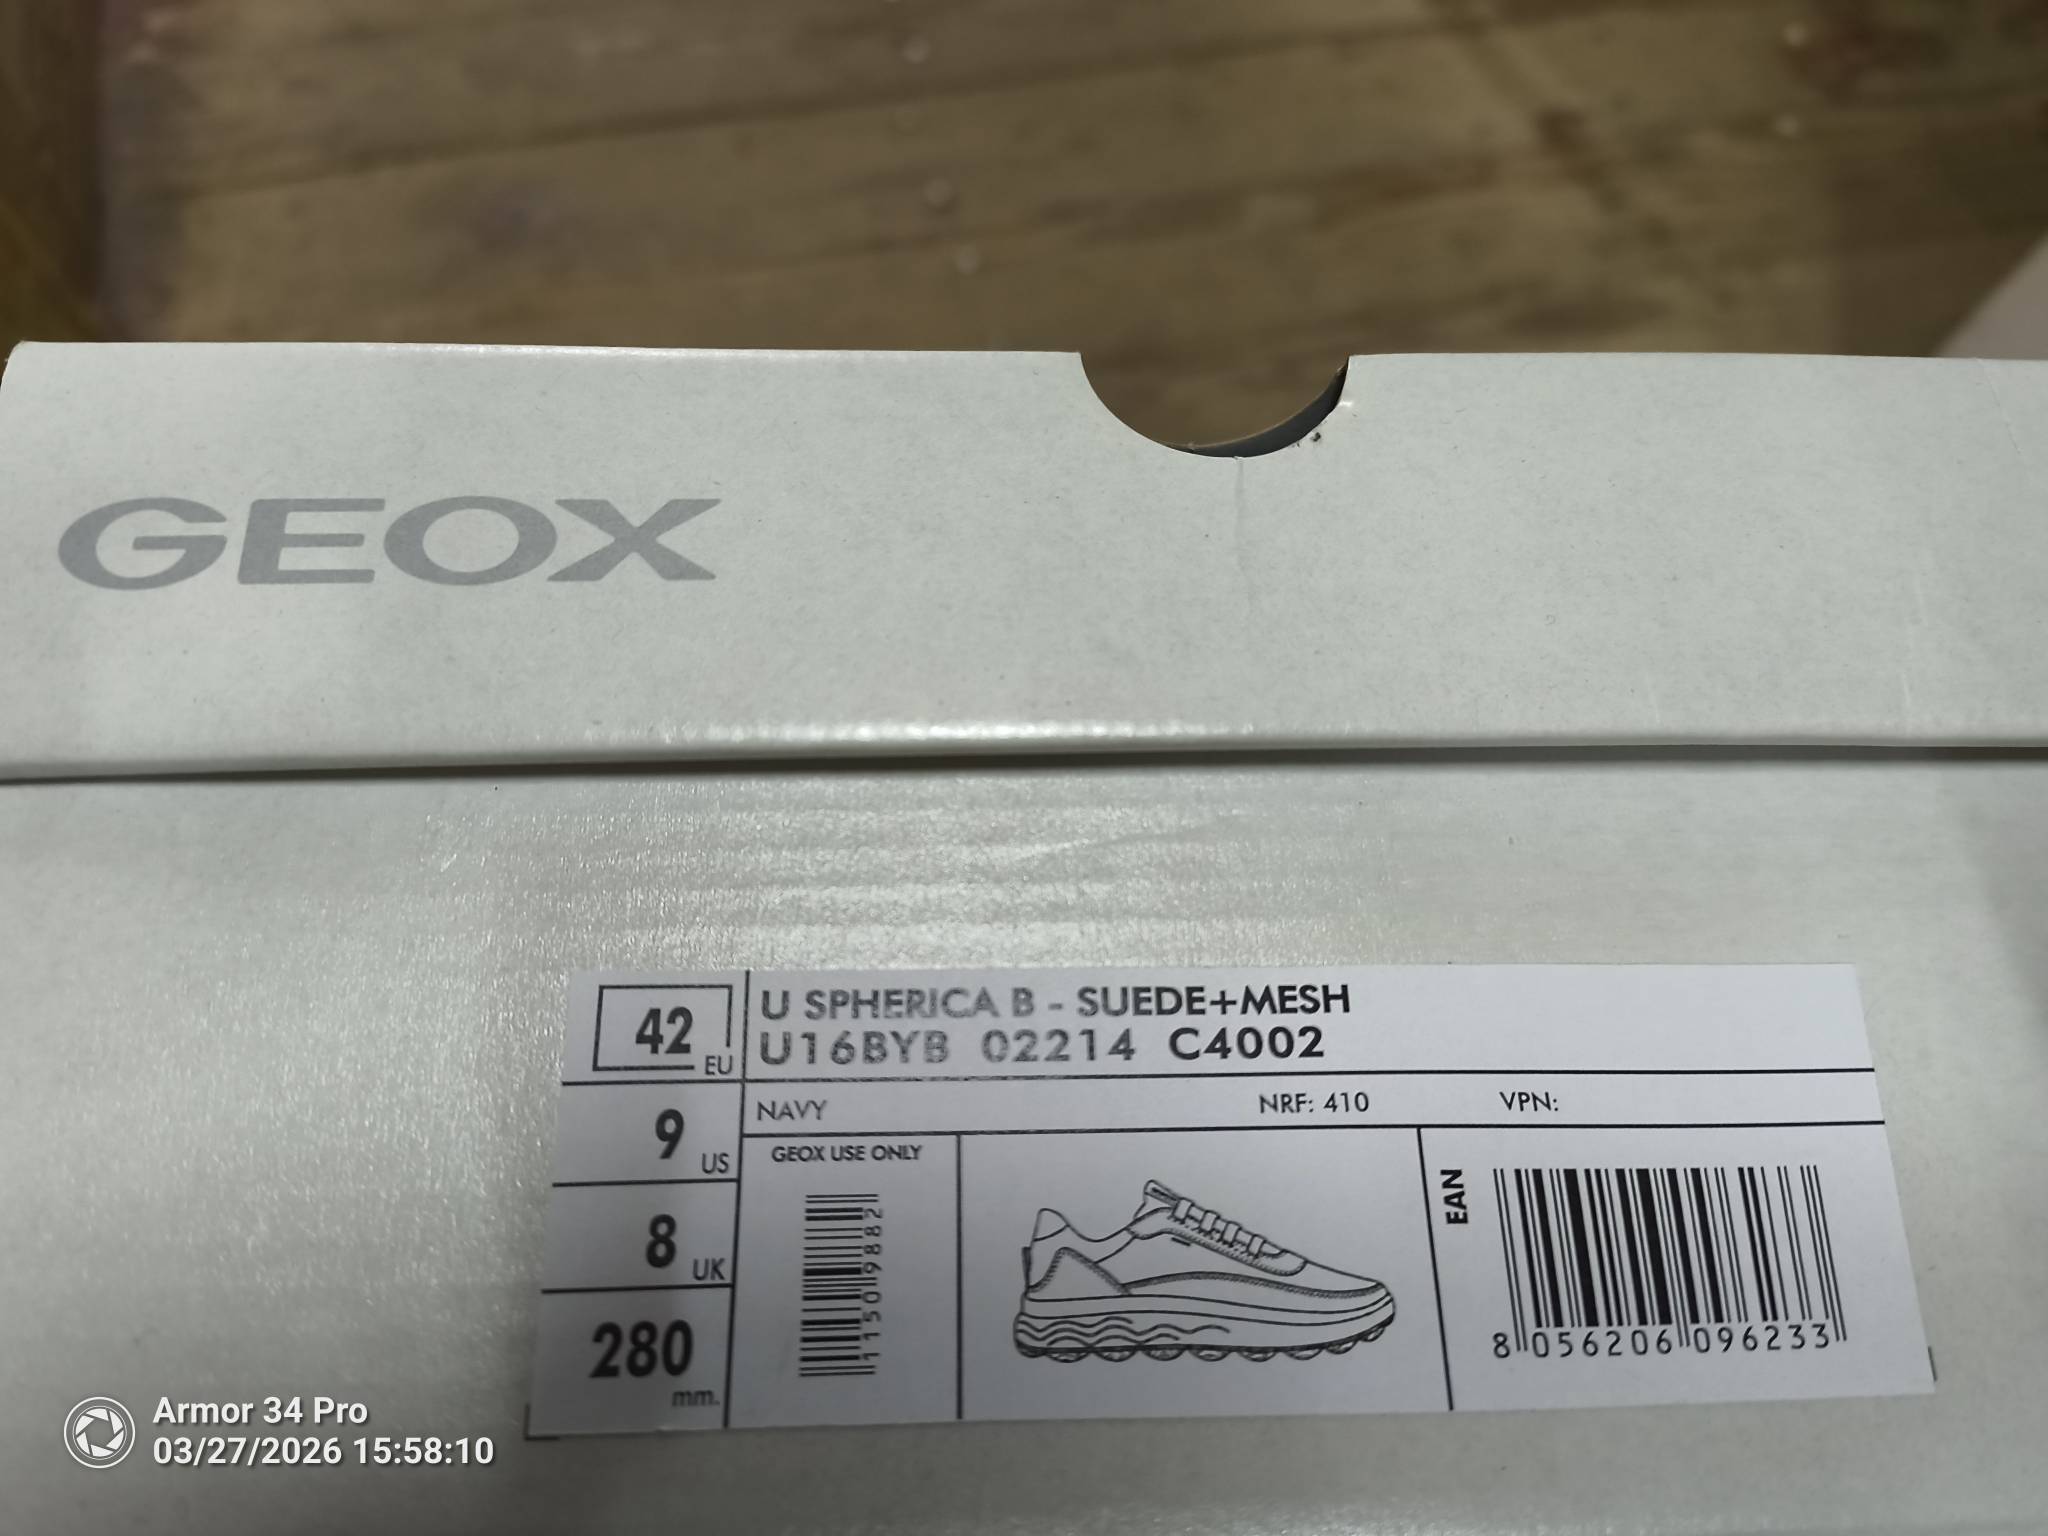 GEOX
42 EU
U SPHERICA B - SUEDE+MESH
U16BYB 02214 C4002
9 US
NAVY NRF: 410 VPN:
8 UK
280 mm.
GEOX USE ONLY
115019882
EAN
8 056206 096233
Armor 34 Pro
03/27/2026 15:58:10